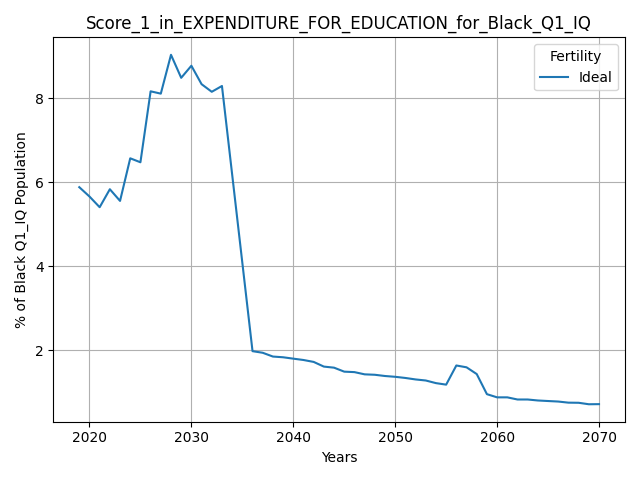 Score_1_in_EXPENDITURE_FOR_EDUCATION_for_Black_Q1_IQ
Fertility
Ideal
% of Black Q1_IQ Population
8
6
4
2
2020 2030 2040 2050 2060 2070
Years